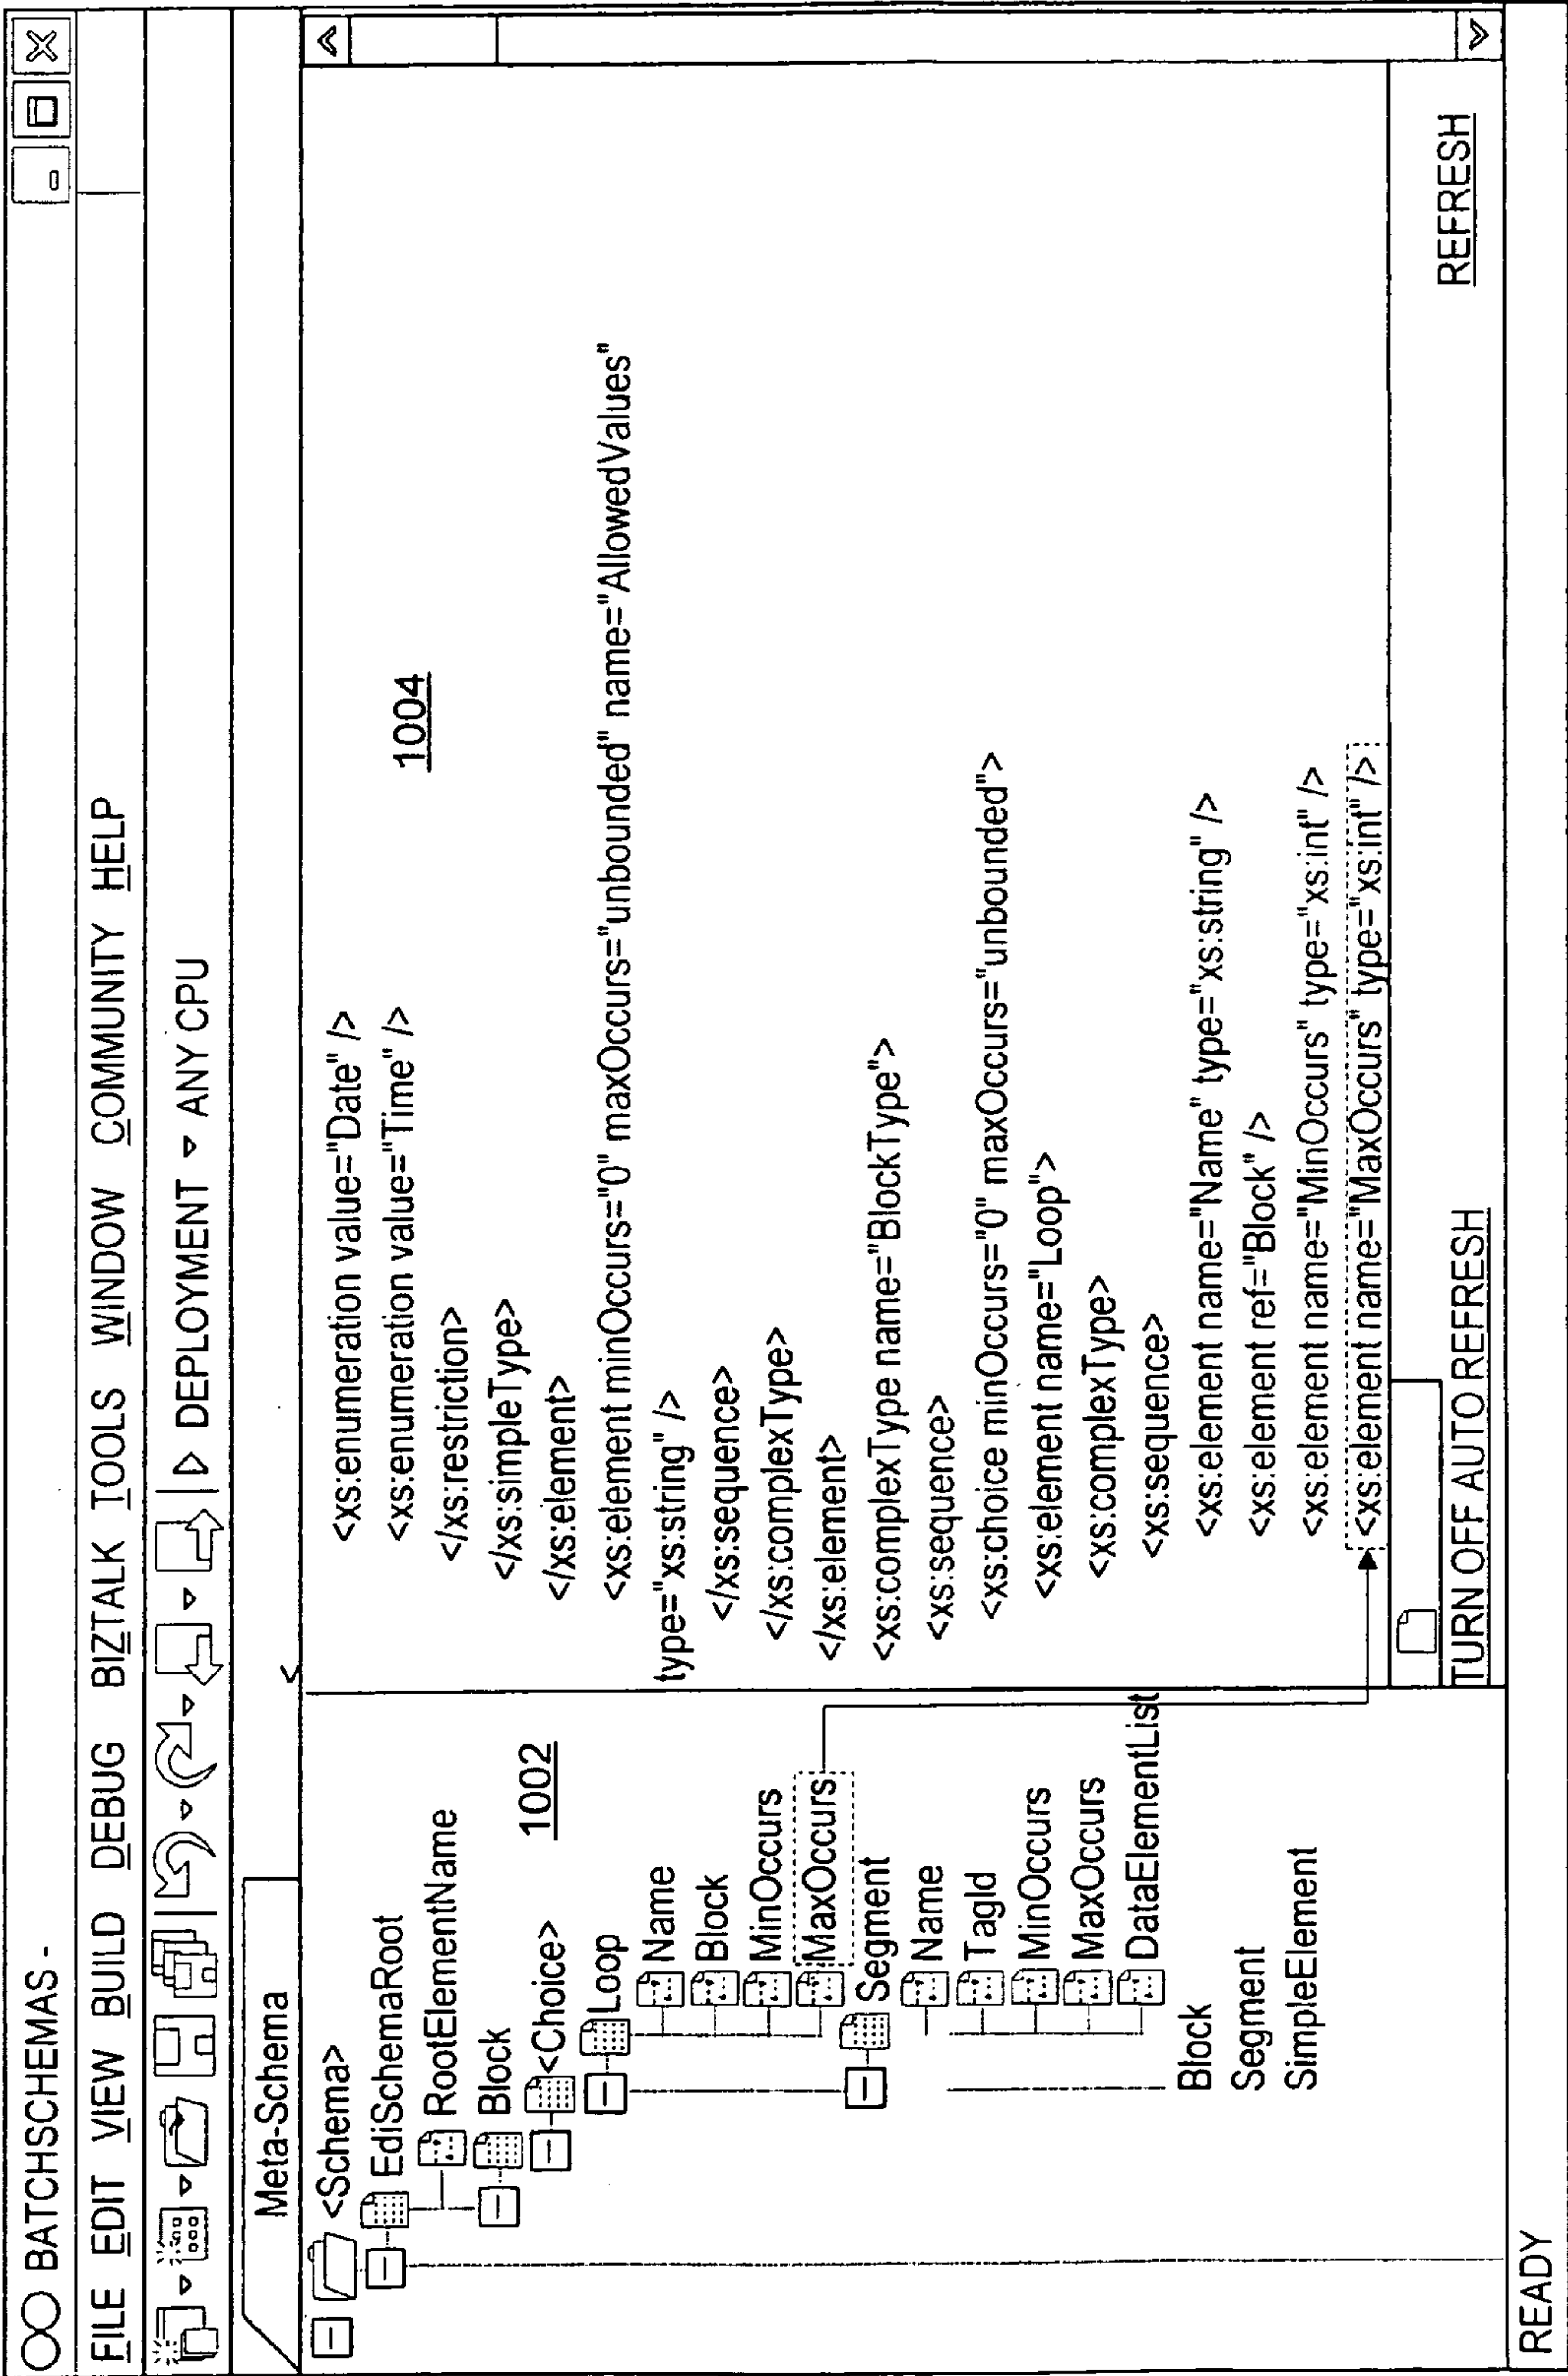 BATCHSCHEMAS -
FILE EDIT VIEW BUILD DEBUG BIZTALK TOOLS WINDOW COMMUNITY HELP
DEPLOYMENT ANY CPU
Meta-Schema
<Schema>
EdiSchemaRoot
RootElementName
Block
<Choice>
Loop
Name
Block
MinOccurs
MaxOccurs
Segment
Name
TagId
MinOccurs
MaxOccurs
DataElementList
Block
Segment
SimpleElement
1002
<xs:enumeration value="Date" />
<xs:enumeration value="Time" />
</xs:restriction>
</xs:simpleType>
</xs:element>
<xs:element minOccurs="0" maxOccurs="unbounded" name="AllowedValues"
type="xs:string" />
</xs:sequence>
</xs:complexType>
</xs:element>
<xs:complexType name="BlockType">
<xs:sequence>
<xs:choice minOccurs="0" maxOccurs="unbounded">
<xs:element name="Loop">
<xs:complexType>
<xs:sequence>
<xs:element name="Name" type="xs:string" />
<xs:element ref="Block" />
<xs:element name="MinOccurs" type="xs:int" />
<xs:element name="MaxOccurs" type="xs:int" />
1004
TURN OFF AUTO REFRESH
REFRESH
READY